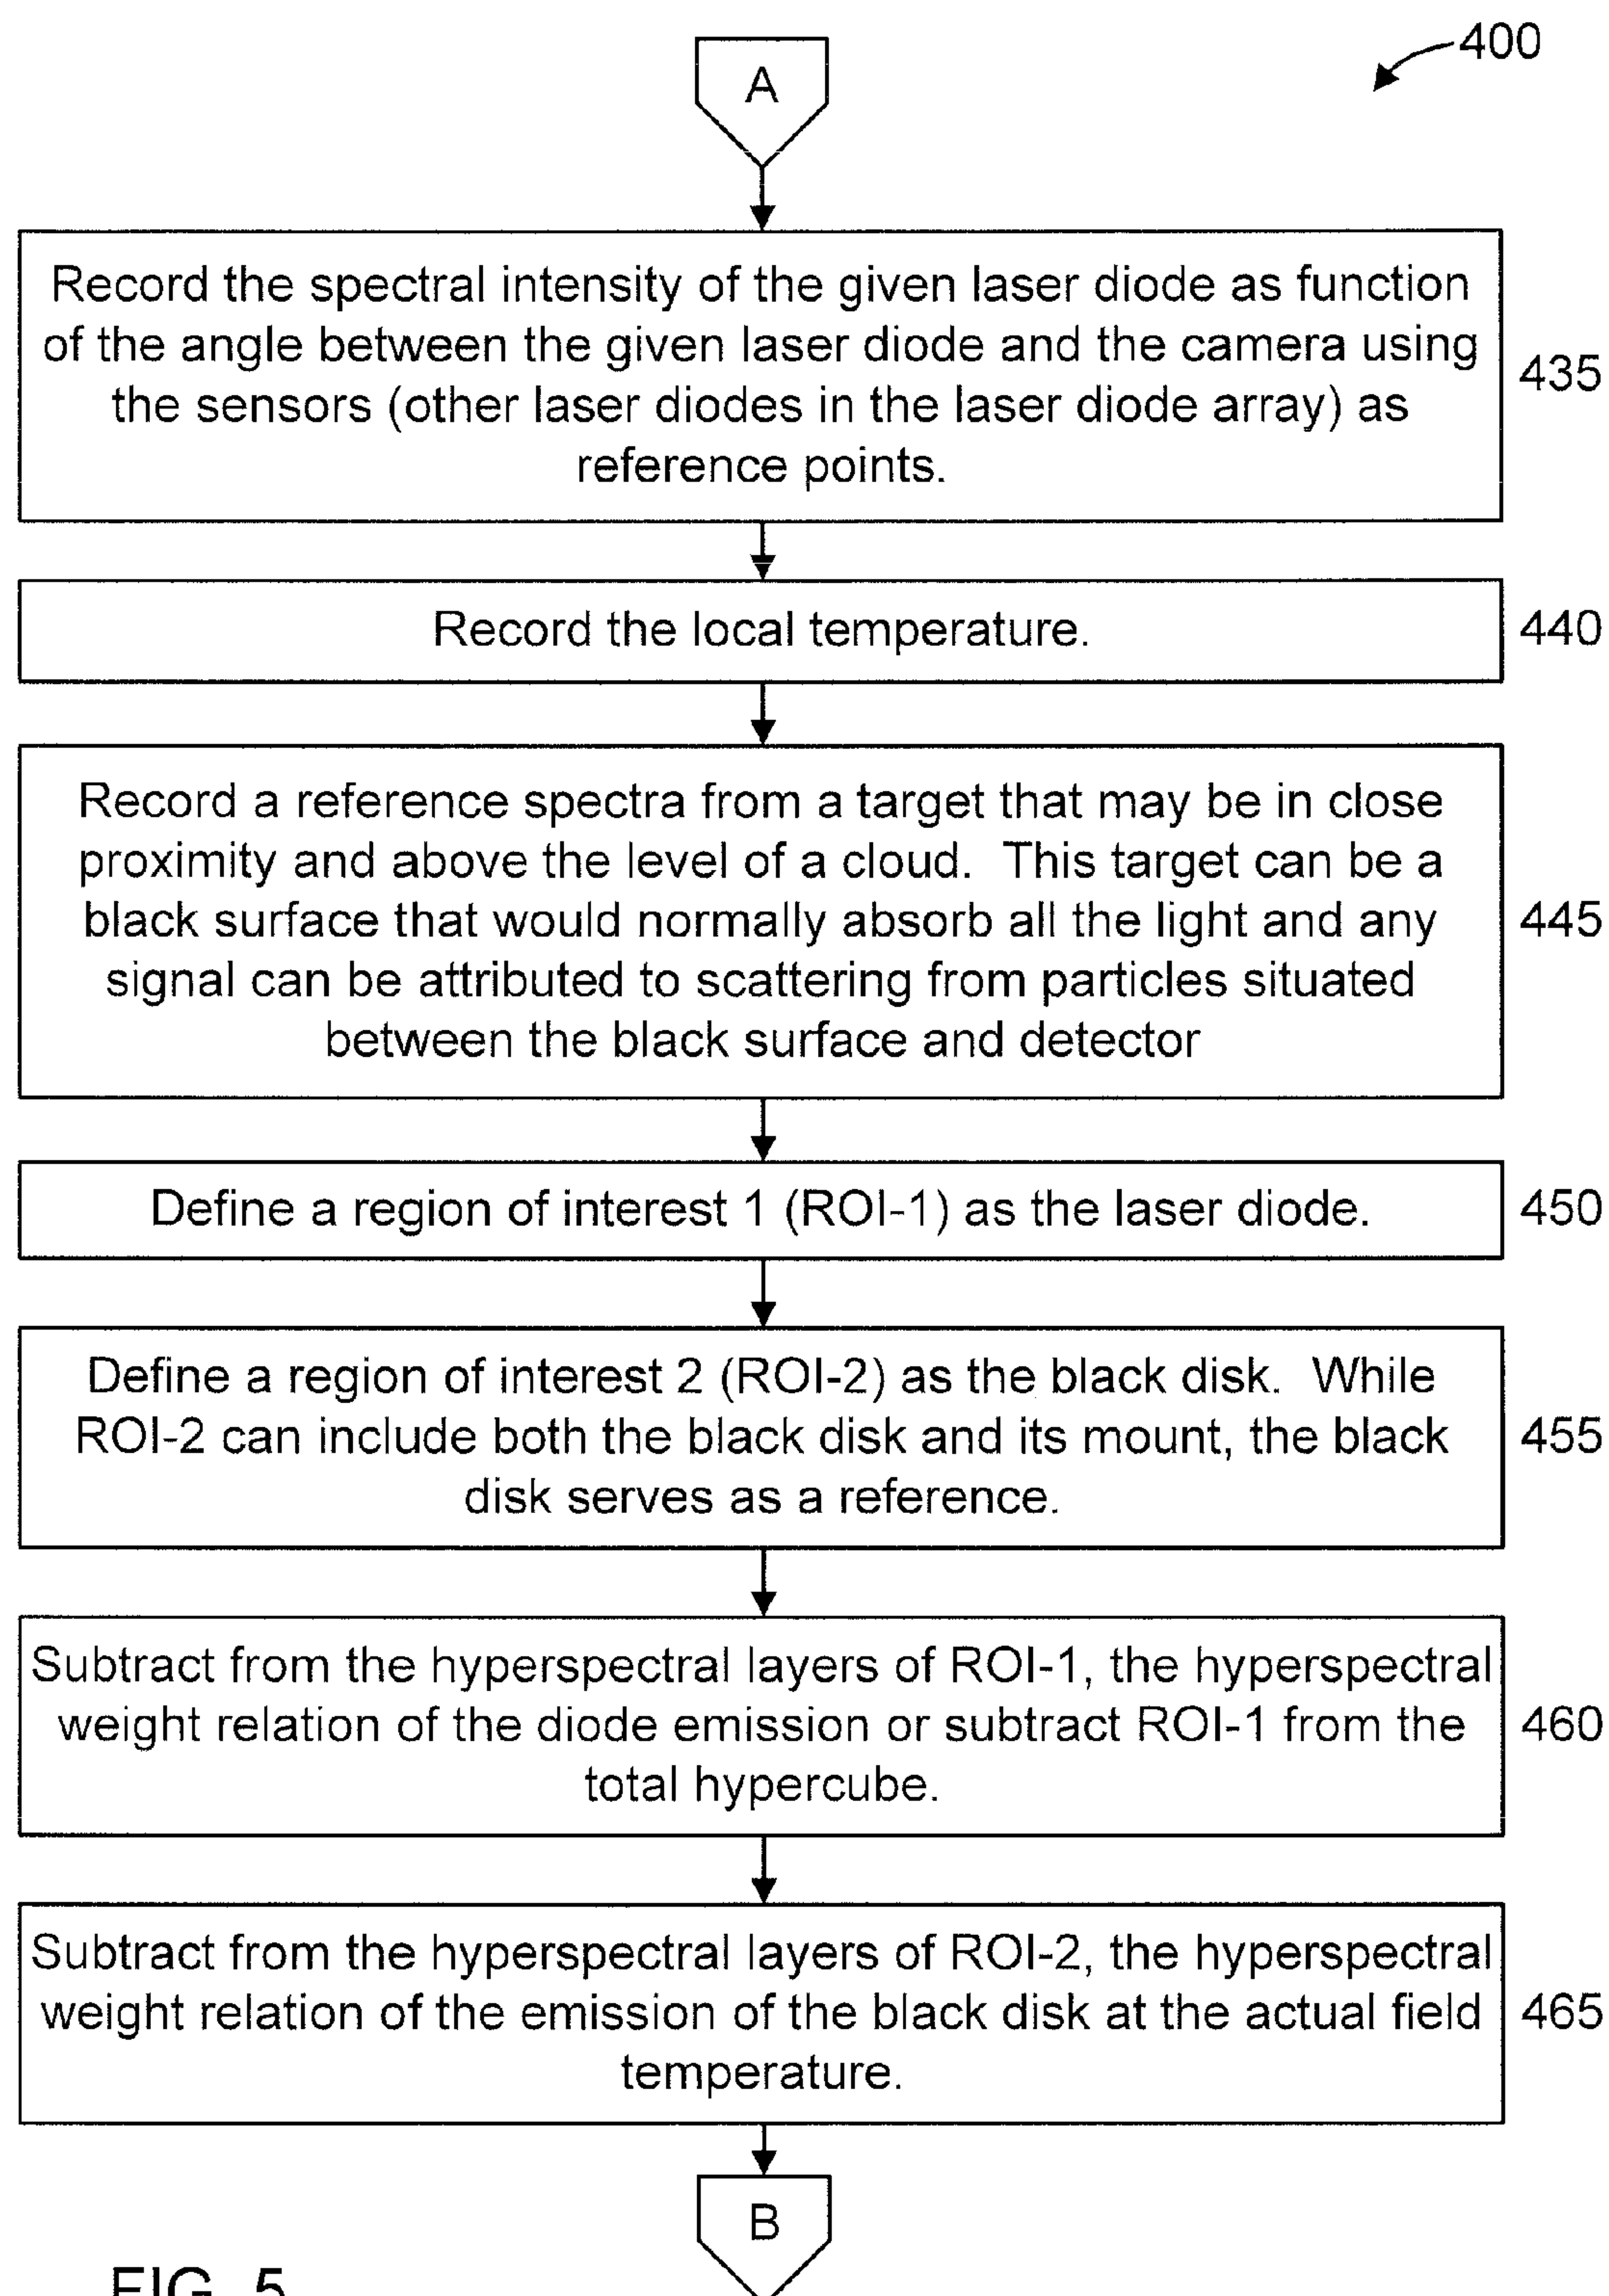 400
A
Record the spectral intensity of the given laser diode as function
of the angle between the given laser diode and the camera using
the sensors (other laser diodes in the laser diode array) as
reference points.
435
Record the local temperature.
440
Record a reference spectra from a target that may be in close
proximity and above the level of a cloud. This target can be a
black surface that would normally absorb all the light and any
signal can be attributed to scattering from particles situated
between the black surface and detector
445
Define a region of interest 1 (ROI-1) as the laser diode.
450
Define a region of interest 2 (ROI-2) as the black disk. While
ROI-2 can include both the black disk and its mount, the black
disk serves as a reference.
455
Subtract from the hyperspectral layers of ROI-1, the hyperspectral
weight relation of the diode emission or subtract ROI-1 from the
total hypercube.
460
Subtract from the hyperspectral layers of ROI-2, the hyperspectral
weight relation of the emission of the black disk at the actual field
temperature.
465
B
FIG. 5